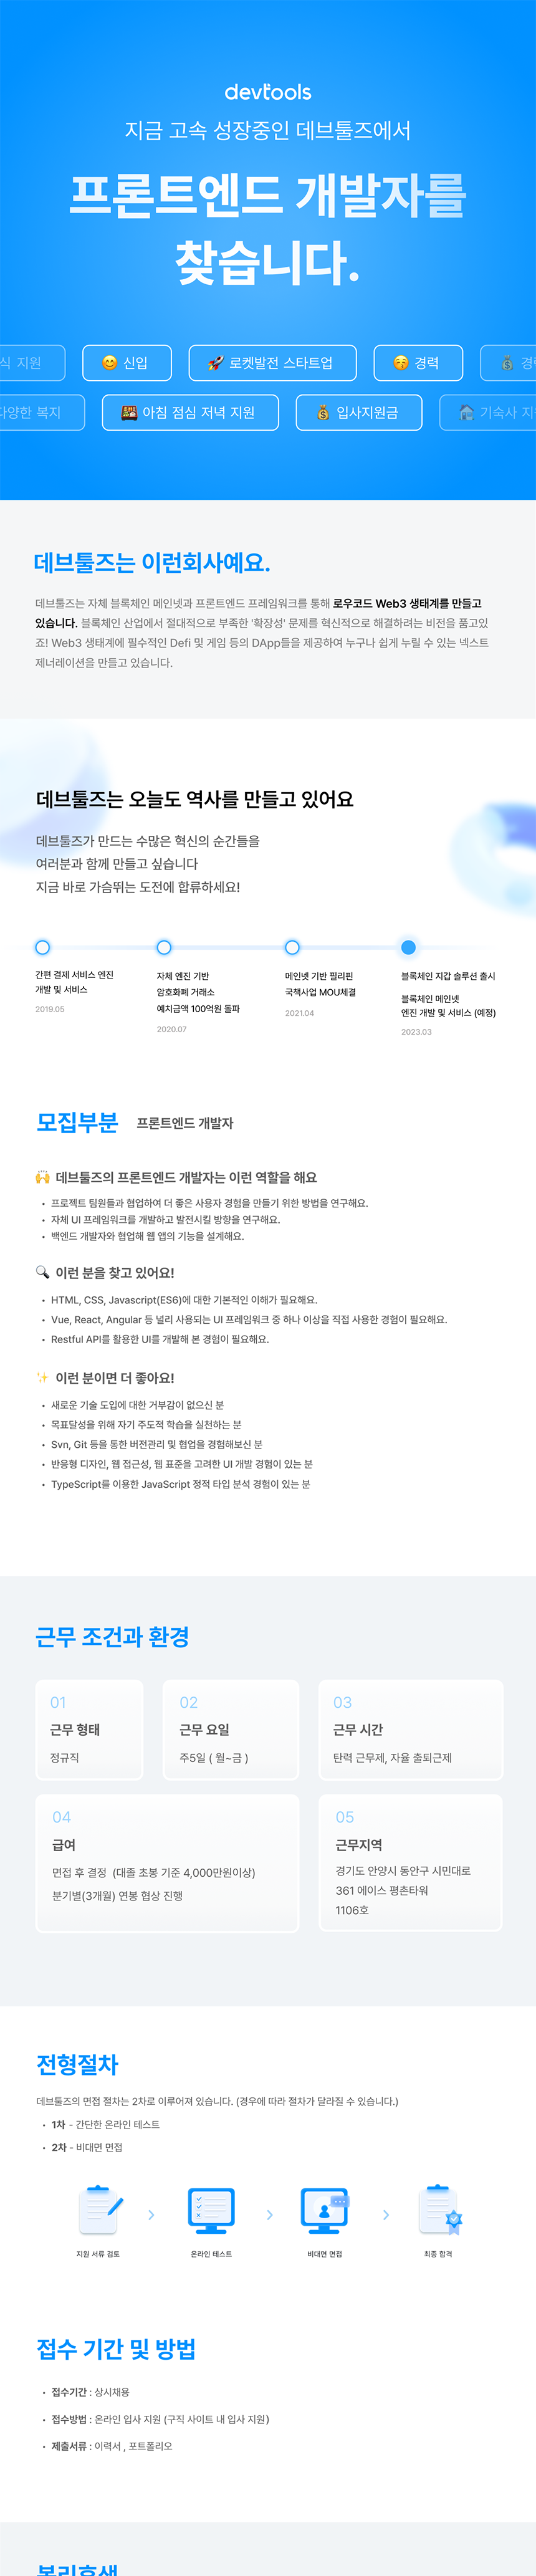 devtools
지금 고속 성장중인 데브툴즈에서
프론트엔드 개발자를
찾습니다.
식 지원
신입
로켓발전 스타트업
경력
경력
다양한 복지
아침 점심 저녁 지원
입사지원금
기숙사 지
데브툴즈는 이런회사예요.
데브툴즈는 자체 블록체인 메인넷과 프론트엔드 프레임워크를 통해 로우코드 Web3 생태계를 만들고
있습니다. 블록체인 산업에서 절대적으로 부족한 '확장성' 문제를 혁신적으로 해결하려는 비전을 품고있
죠! Web3 생태계에 필수적인 Defi 및 게임 등의 DApp들을 제공하여 누구나 쉽게 누릴 수 있는 넥스트
제너레이션을 만들고 있습니다.
데브툴즈는 오늘도 역사를 만들고 있어요
데브툴즈가 만드는 수많은 혁신의 순간들을
여러분과 함께 만들고 싶습니다
지금 바로 가슴뛰는 도전에 합류하세요!
간편 결제 서비스 엔진
개발 및 서비스
2019.05
자체 엔진 기반
암호화폐 거래소
예치금액 100억원 돌파
2020.07
메인넷 기반 필리핀
국책사업 MOU체결
2021.04
블록체인 지갑 솔루션 출시
블록체인 메인넷
엔진 개발 및 서비스 (예정)
2023.03
모집부분 프론트엔드 개발자
데브툴즈의 프론트엔드 개발자는 이런 역할을 해요
• 프로젝트 팀원들과 협업하여 더 좋은 사용자 경험을 만들기 위한 방법을 연구해요.
• 자체 UI 프레임워크를 개발하고 발전시킬 방향을 연구해요.
• 백엔드 개발자와 협업해 웹 앱의 기능을 설계해요.
이런 분을 찾고 있어요!
• HTML, CSS, Javascript(ES6)에 대한 기본적인 이해가 필요해요.
• Vue, React, Angular 등 널리 사용되는 UI 프레임워크 중 하나 이상을 직접 사용한 경험이 필요해요.
• Restful API를 활용한 UI를 개발해 본 경험이 필요해요.
이런 분이면 더 좋아요!
• 새로운 기술 도입에 대한 거부감이 없으신 분
• 목표달성을 위해 자기 주도적 학습을 실천하는 분
• Svn, Git 등을 통한 버전관리 및 협업을 경험해보신 분
• 반응형 디자인, 웹 접근성, 웹 표준을 고려한 UI 개발 경험이 있는 분
• TypeScript를 이용한 JavaScript 정적 타입 분석 경험이 있는 분
근무 조건과 환경
01
근무 형태
정규직
02
근무 요일
주5일 ( 월~금 )
03
근무 시간
탄력 근무제, 자율 출퇴근제
04
급여
면접 후 결정 (대졸 초봉 기준 4,000만원이상)
분기별(3개월) 연봉 협상 진행
05
근무지역
경기도 안양시 동안구 시민대로
361 에이스 평촌타워
1106호
전형절차
데브툴즈의 면접 절차는 2차로 이루어져 있습니다. (경우에 따라 절차가 달라질 수 있습니다.)
• 1차 - 간단한 온라인 테스트
• 2차 - 비대면 면접
지원 서류 검토
온라인 테스트
비대면 면접
최종 합격
접수 기간 및 방법
• 접수기간 : 상시채용
• 접수방법 : 온라인 입사 지원 (구직 사이트 내 입사 지원)
• 제출서류 : 이력서 , 포트폴리오
복리후생